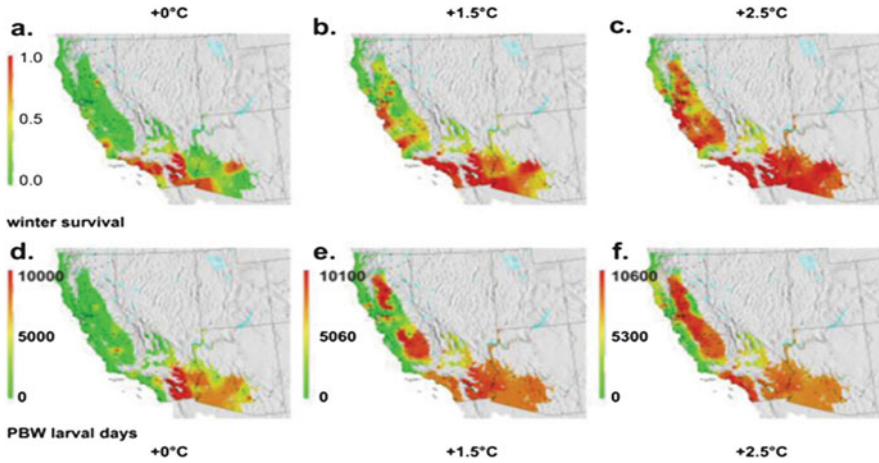 +0°C +1.5°C +2.5°C
a. b. c.
1.0
0.5
0.0
winter survival
d. e. f.
10000 10100 10600
5000 5060 5300
0 0 0
PBW larval days
+0°C +1.5°C +2.5°C